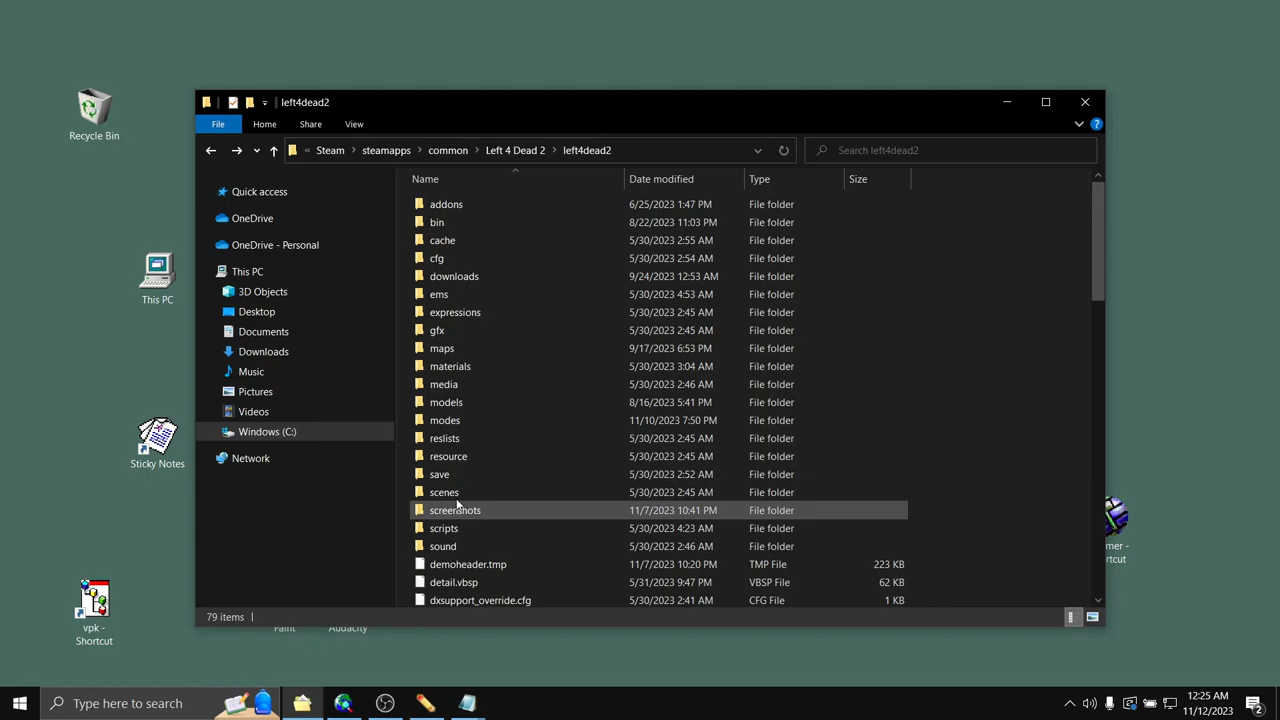 Recycle Bin
This PC
Sticky Notes
vpk -
Shortcut
left4dead2
File
Home
Share
View
« Steam > steamapps > common > Left 4 Dead 2 > left4dead2
Search left4dead2
Quick access
OneDrive
OneDrive - Personal
This PC
3D Objects
Desktop
Documents
Downloads
Music
Pictures
Videos
Windows (C:)
Network
Name Date modified Type Size
addons 6/25/2023 1:47 PM File folder
bin 8/22/2023 11:03 PM File folder
cache 5/30/2023 2:55 AM File folder
cfg 5/30/2023 2:54 AM File folder
downloads 9/24/2023 12:53 AM File folder
ems 5/30/2023 4:53 AM File folder
expressions 5/30/2023 2:45 AM File folder
gfx 5/30/2023 2:45 AM File folder
maps 9/17/2023 6:53 PM File folder
materials 5/30/2023 3:04 AM File folder
media 5/30/2023 2:46 AM File folder
models 8/16/2023 5:41 PM File folder
modes 11/10/2023 7:50 PM File folder
reslists 5/30/2023 2:45 AM File folder
resource 5/30/2023 2:45 AM File folder
save 5/30/2023 2:52 AM File folder
scenes 5/30/2023 2:45 AM File folder
screenshots 11/7/2023 10:41 PM File folder
scripts 5/30/2023 4:23 AM File folder
sound 5/30/2023 2:46 AM File folder
demoheader.tmp 11/7/2023 10:20 PM TMP File 223 KB
detail.vbsp 5/31/2023 9:47 PM VBSP File 62 KB
dxsupport_override.cfg 5/30/2023 2:41 AM CFG File 1 KB
79 items
Paint
Audacity
mer -
tcut
Type here to search
12:25 AM
11/12/2023
2